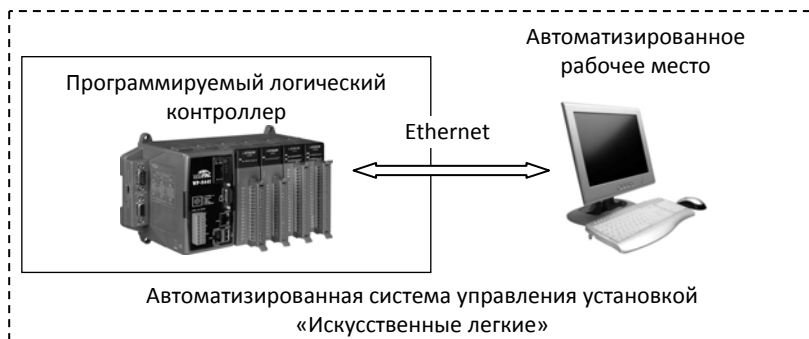 Автоматизированное
рабочее место
Программируемый логический
контроллер
Ethernet
Автоматизированная система управления установкой
«Искусственные легкие»